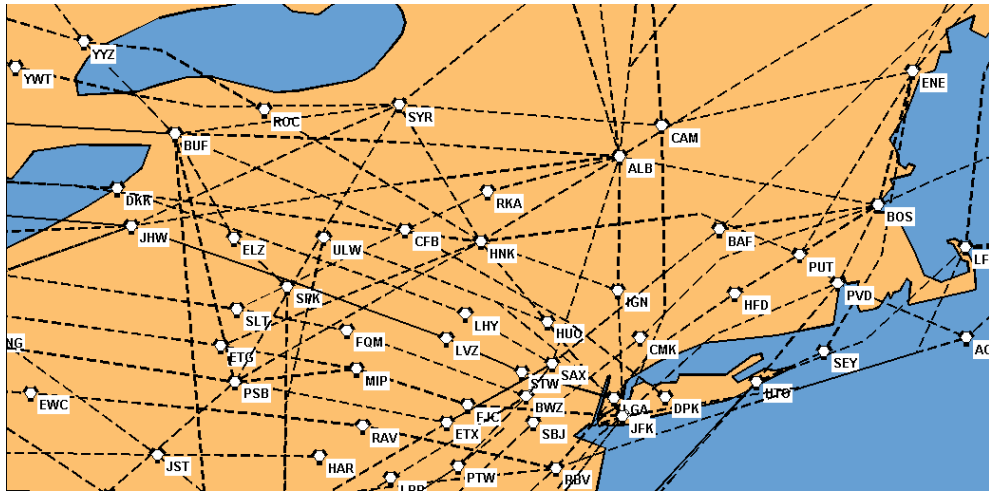 YYZ
ENE
YWT
ROC
SYR
BUF
CAM
ALB
DKK
RKA
BOS
JHW
ELZ
ULW
CFB
HNK
BAF
LF
PUT
PVD
SFK
IGN
HFD
SLT
LHY
HUO
FQM
LVZ
CMK
AC
NG
ETG
SEY
SAX
MIP
STW
PSB
HTO
EWC
BWZ
LGA
DPK
FJC
RAV
ETX
SBJ
JFK
JST
HAR
PTW
RBV